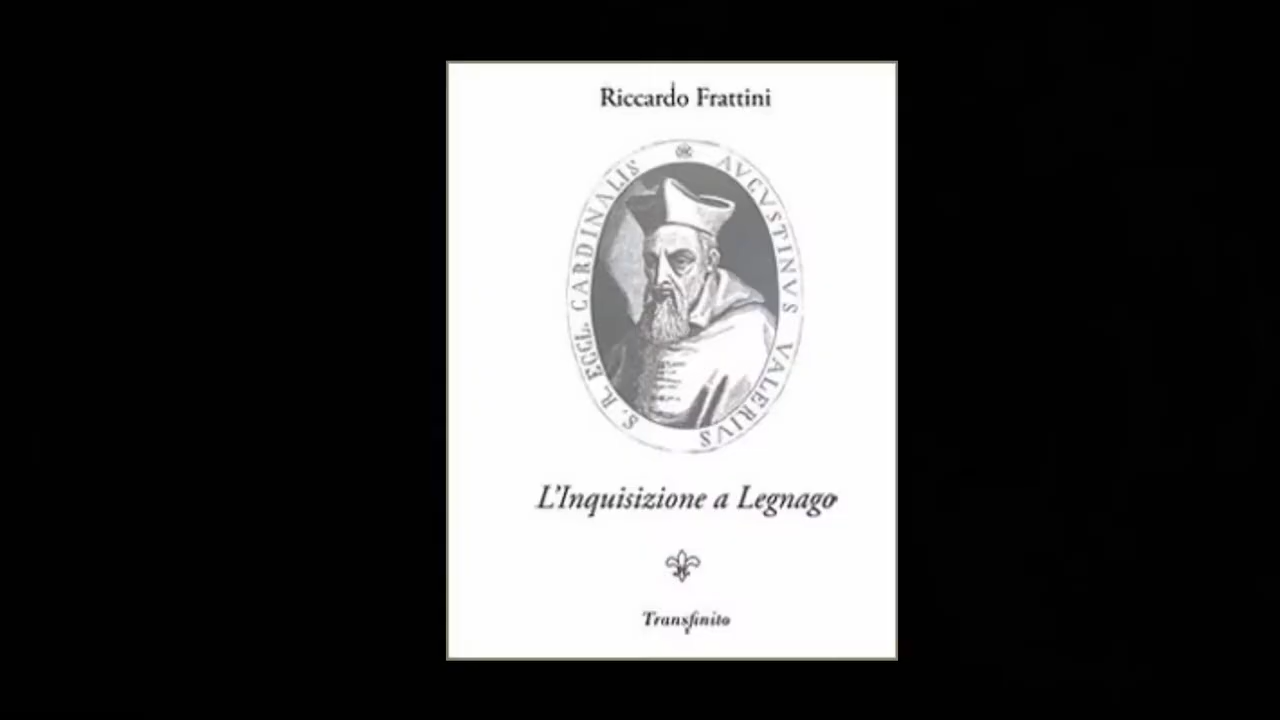 Riccardo Frattini
S. R. ECCL. CARDINALIS AVGVSTINVS VALERIVS
L'Inquisizione a Legnago
Transfinito